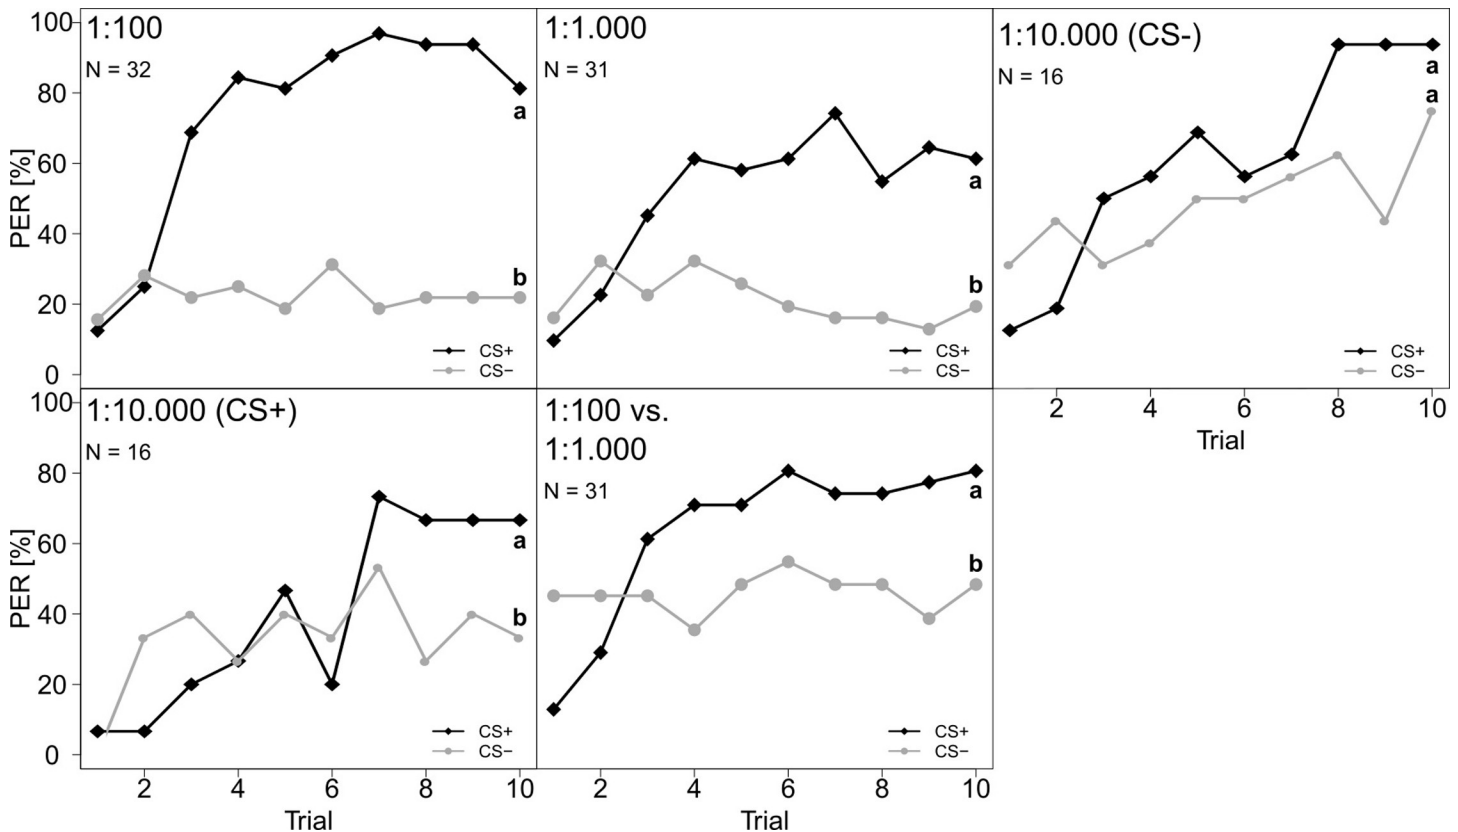 100
80
60
40
20
0
PER [%]
1:100
N = 32
a
b
CS+
CS−
1:1.000
N = 31
a
b
CS+
CS−
1:10.000 (CS-)
N = 16
a
a
CS+
CS−
2 4 6 8 10
Trial
100
80
60
40
20
0
PER [%]
1:10.000 (CS+)
N = 16
a
b
CS+
CS−
2 4 6 8 10
Trial
1:100 vs.
1:1.000
N = 31
a
b
CS+
CS−
2 4 6 8 10
Trial